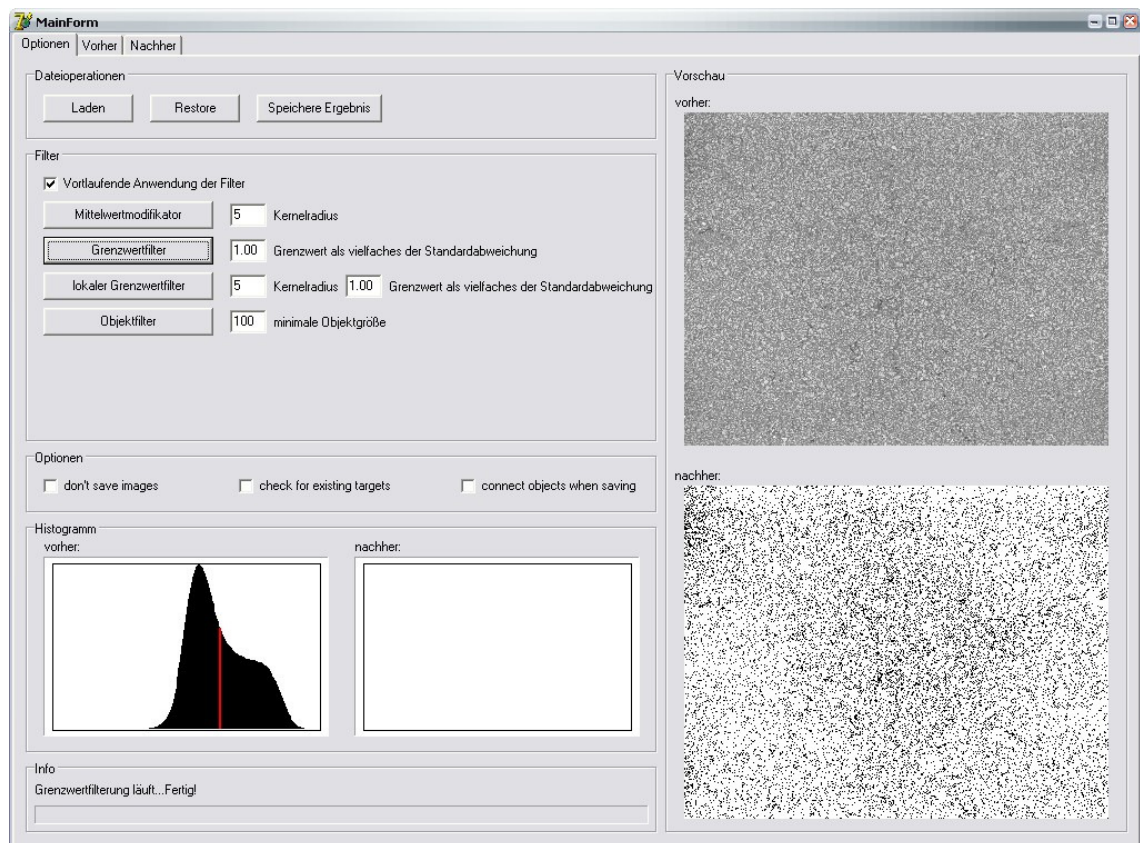 MainForm
Optionen Vorher Nachher
Dateioperationen
Laden Restore Speichere Ergebnis
Filter
Vortlaufende Anwendung der Filter
Mittelwertmodifikator 5 Kernelradius
Grenzwertfilter 1.00 Grenzwert als vielfaches der Standardabweichung
lokaler Grenzwertfilter 5 Kernelradius 1.00 Grenzwert als vielfaches der Standardabweichung
Objektfilter 100 minimale Objektgröße
Optionen
don't save images check for existing targets connect objects when saving
Histogramm
vorher: nachher:
Info
Grenzwertfilterung läuft...Fertig!
Vorschau
vorher:
nachher: